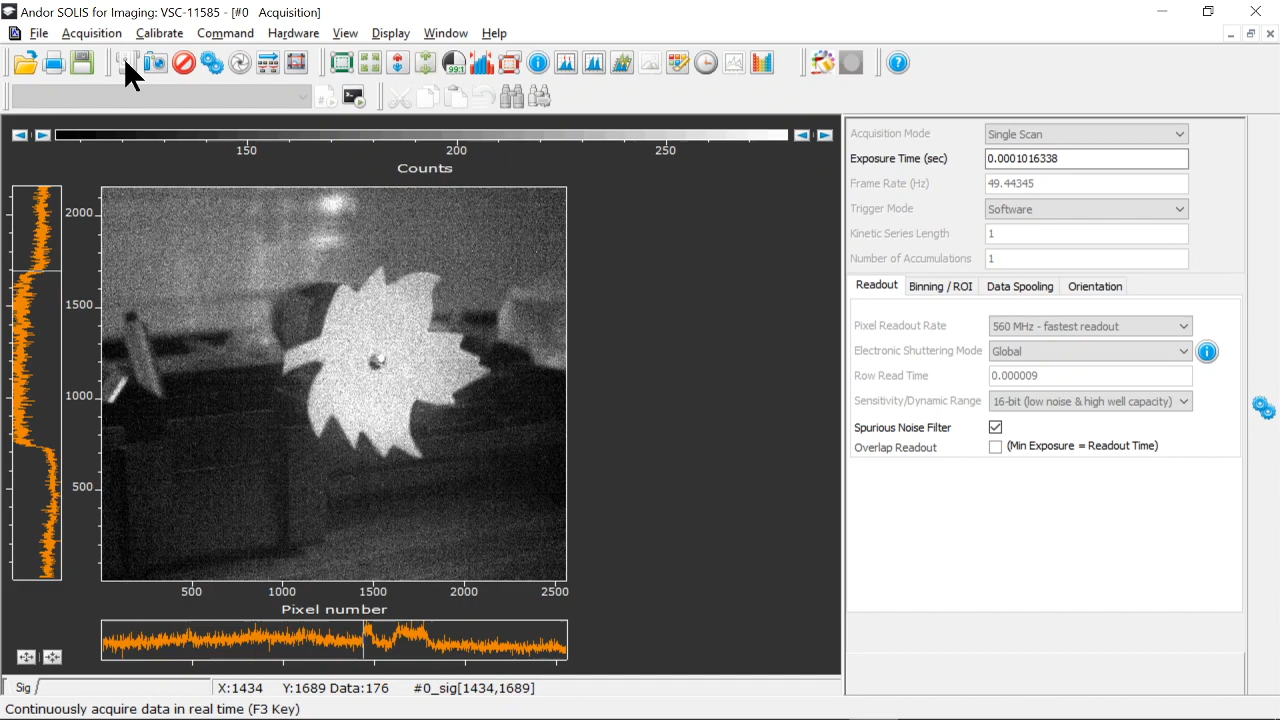 Andor SOLIS for Imaging: VSC-11585 - [#0 Acquisition]
File Acquisition Calibrate Command Hardware View Display Window Help
99:1
150 200 250
Counts
2000
1500
1000
500
500 1000 1500 2000 2500
Pixel number
Sig X:1434 Y:1689 Data:176 #0_sig[1434,1689]
Continuously acquire data in real time (F3 Key)
Acquisition Mode Single Scan
Exposure Time (sec) 0.0001016338
Frame Rate (Hz) 49.44345
Trigger Mode Software
Kinetic Series Length 1
Number of Accumulations 1
Readout Binning / ROI Data Spooling Orientation
Pixel Readout Rate 560 MHz - fastest readout
Electronic Shuttering Mode Global
Row Read Time 0.000009
Sensitivity/Dynamic Range 16-bit (low noise & high well capacity)
Spurious Noise Filter
Overlap Readout (Min Exposure = Readout Time)